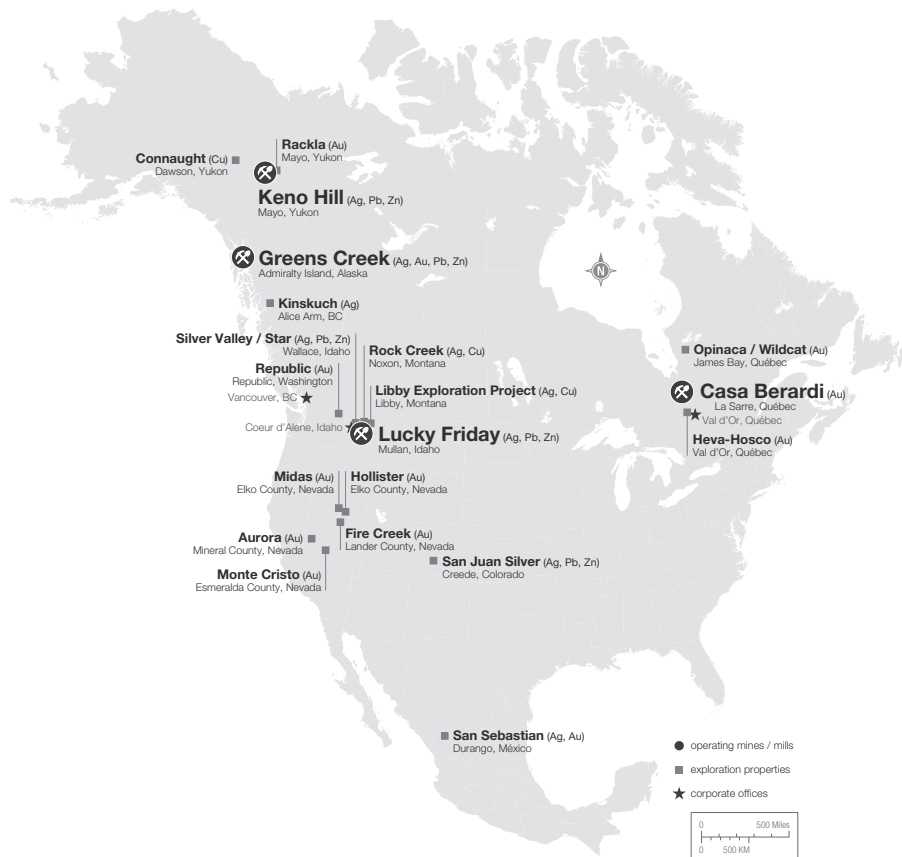 Rackla (Au)
Mayo, Yukon
Connaught (Cu)
Dawson, Yukon
Keno Hill (Ag, Pb, Zn)
Mayo, Yukon
Greens Creek (Ag, Au, Pb, Zn)
Admiralty Island, Alaska
N
Kinskuch (Ag)
Alice Arm, BC
Silver Valley / Star (Ag, Pb, Zn)
Wallace, Idaho
Rock Creek (Ag, Cu)
Noxon, Montana
Republic (Au)
Republic, Washington
Vancouver, BC
Libby Exploration Project (Ag, Cu)
Libby, Montana
Coeur d'Alene, Idaho
Lucky Friday (Ag, Pb, Zn)
Mullan, Idaho
Opinaca / Wildcat (Au)
James Bay, Québec
Casa Berardi (Au)
La Sarre, Québec
Val d'Or, Québec
Heva-Hosco (Au)
Val d'Or, Québec
Midas (Au)
Elko County, Nevada
Hollister (Au)
Elko County, Nevada
Fire Creek (Au)
Lander County, Nevada
Aurora (Au)
Mineral County, Nevada
Monte Cristo (Au)
Esmeralda County, Nevada
San Juan Silver (Ag, Pb, Zn)
Creede, Colorado
San Sebastian (Ag, Au)
Durango, México
operating mines / mills
exploration properties
corporate offices
0 500 Miles
0 500 KM